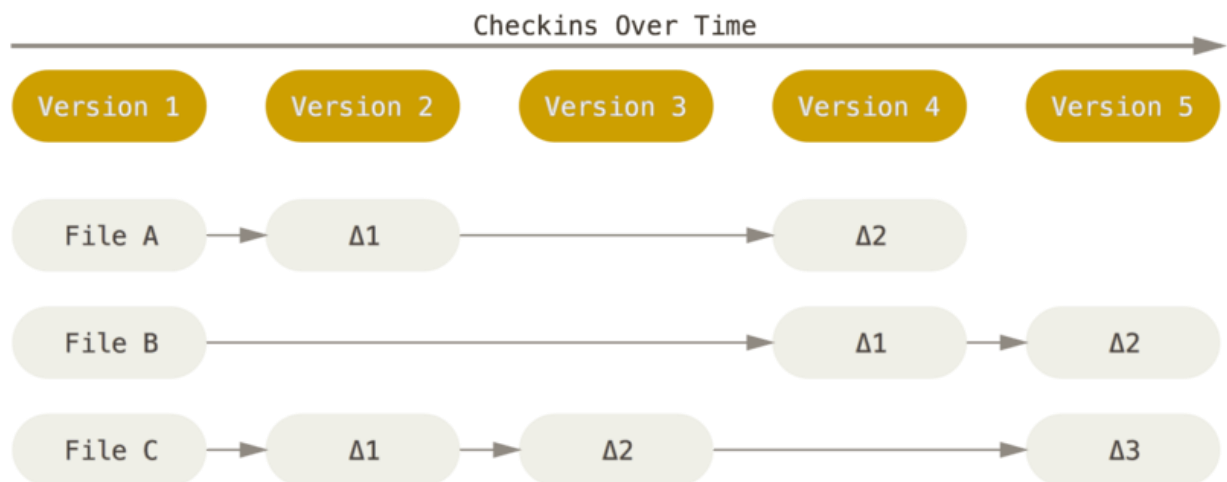 Checkins Over Time
Version 1 Version 2 Version 3 Version 4 Version 5
File A Δ1 Δ2
File B Δ1 Δ2
File C Δ1 Δ2 Δ3